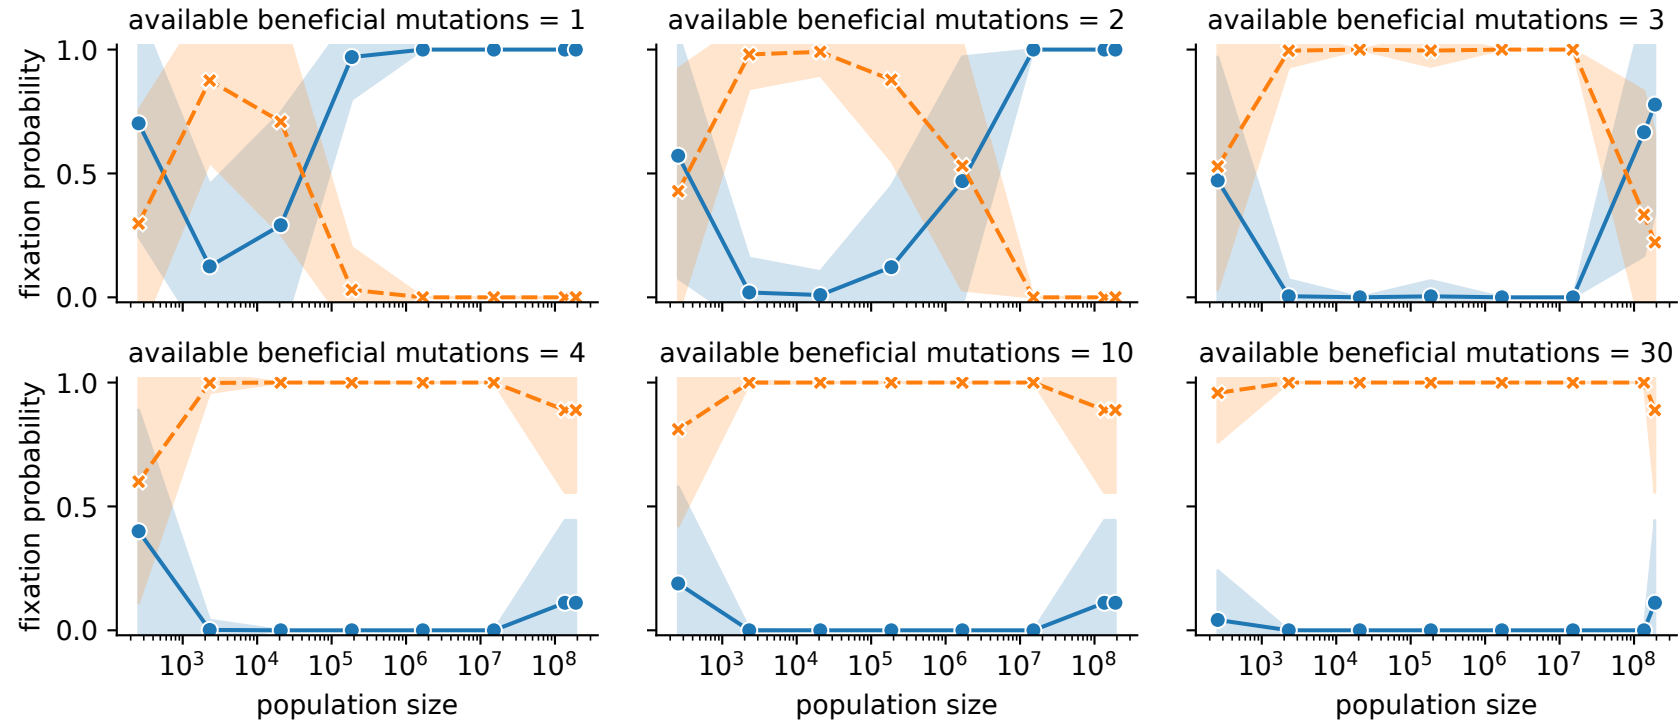 available beneficial mutations = 1
available beneficial mutations = 2
available beneficial mutations = 3
fixation probability
1.0
0.5
0.0
available beneficial mutations = 4
available beneficial mutations = 10
available beneficial mutations = 30
fixation probability
1.0
0.5
0.0
10³ 10⁴ 10⁵ 10⁶ 10⁷ 10⁸
10³ 10⁴ 10⁵ 10⁶ 10⁷ 10⁸
10³ 10⁴ 10⁵ 10⁶ 10⁷ 10⁸
population size
population size
population size